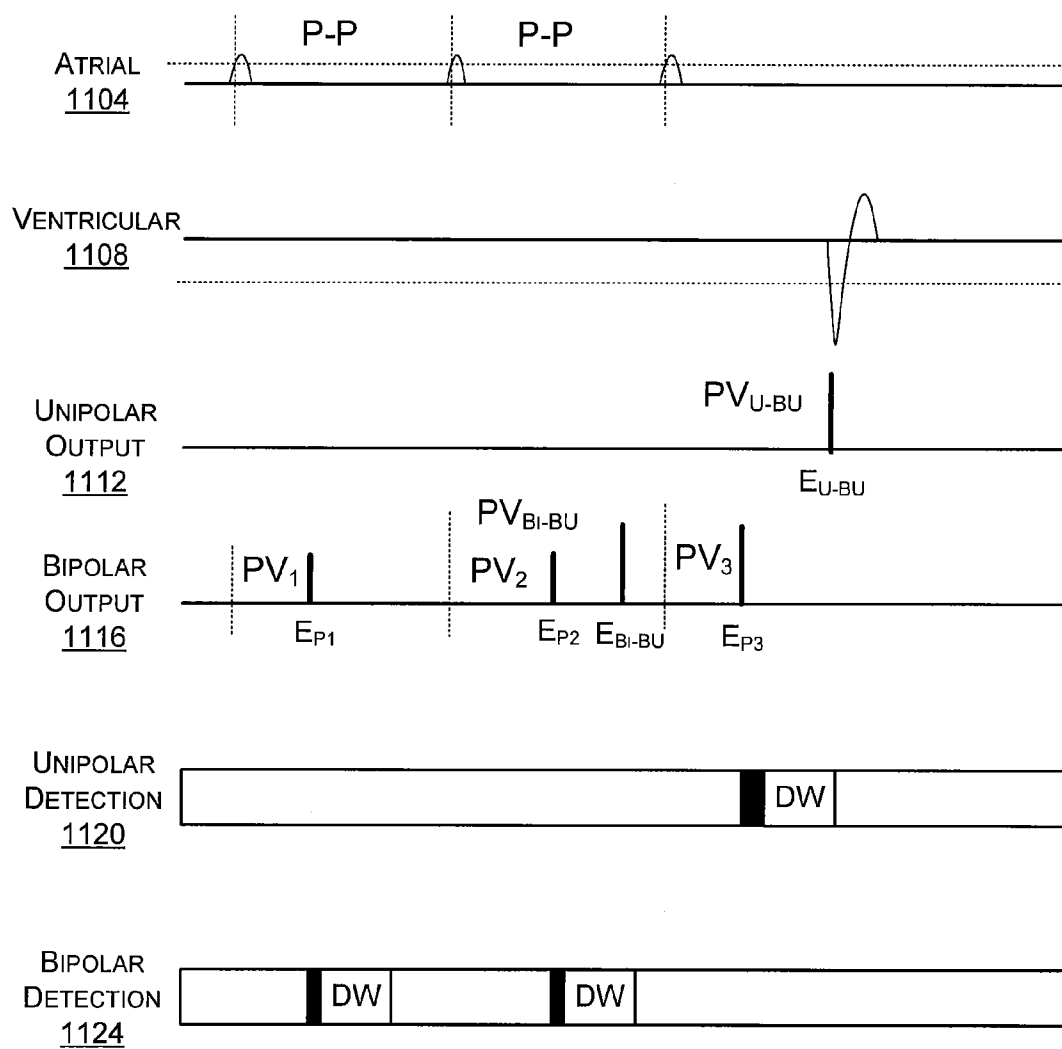 P-P P-P
ATRIAL
1104
VENTRICULAR
1108
PVU-BU
UNIPOLAR
OUTPUT
1112
EU-BU
PVBI-BU
BIPOLAR
OUTPUT
1116
PV1 PV2 PV3
EP1 EP2 EBI-BU EP3
UNIPOLAR
DETECTION
1120
DW
BIPOLAR
DETECTION
1124
DW DW